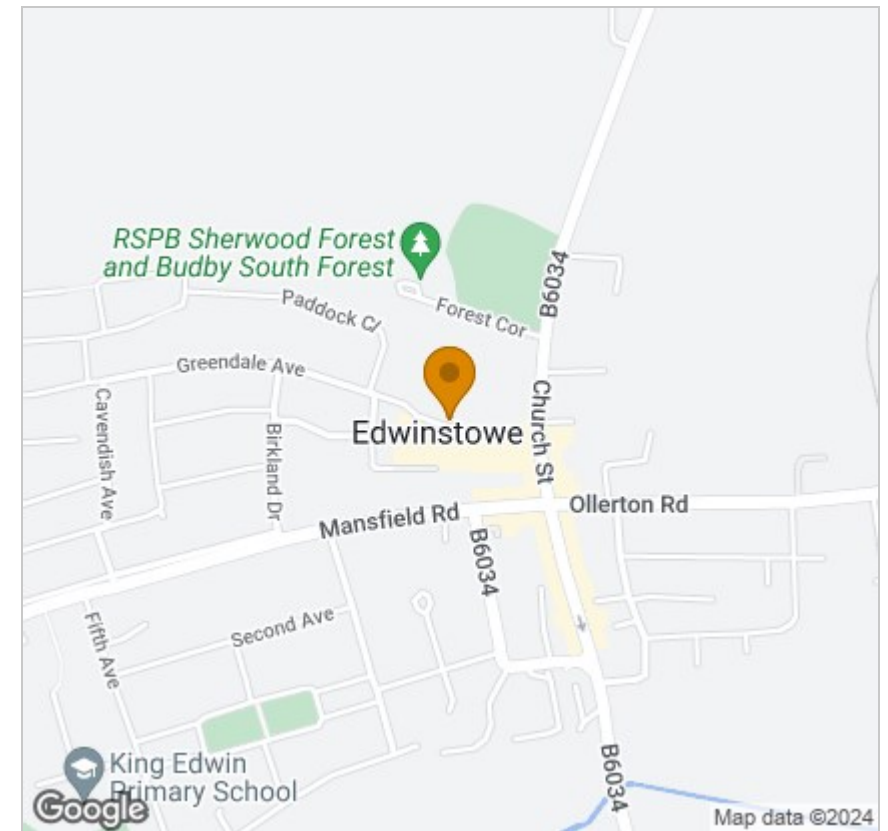 RSPB Sherwood Forest
and Budby South Forest
B6034
Paddock Cl
Forest Cor
Greendale Ave
Cavendish Ave
Birkland Dr
Church St
Edwinstowe
Mansfield Rd
Ollerton Rd
B6034
Fifth Ave
Second Ave
King Edwin
Primary School
B6034
Google
Map data ©2024